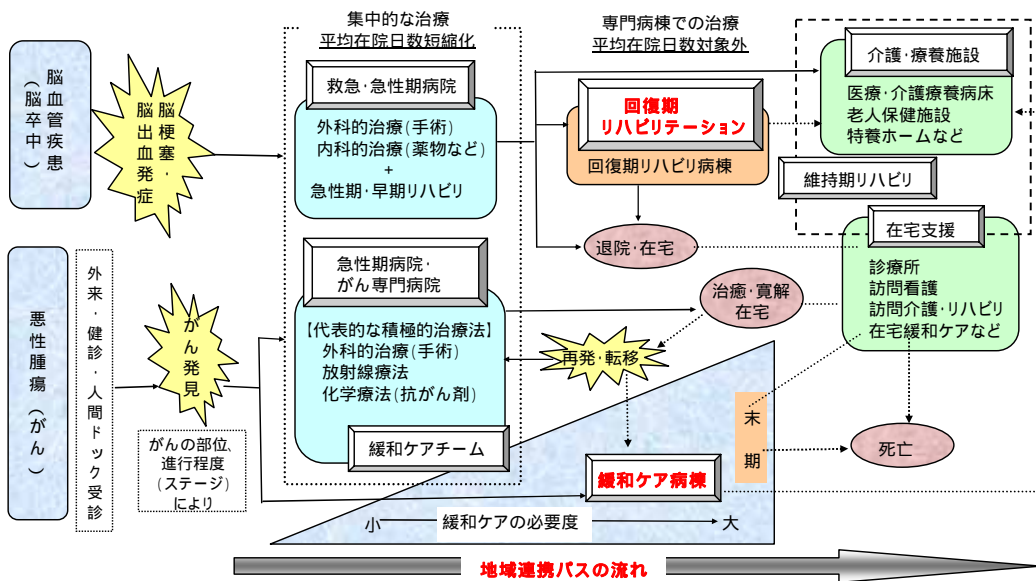 集中的な治療
平均在院日数短縮化
専門病棟での治療
平均在院日数対象外
脳血管疾患
(脳卒中)
脳梗塞・
脳出血発症
救急・急性期病院
外科的治療(手術)
内科的治療(薬物など)
+
急性期・早期リハビリ
回復期
リハビリテーション
回復期リハビリ病棟
介護・療養施設
医療・介護療養病床
老人保健施設
特養ホームなど
維持期リハビリ
退院・在宅
在宅支援
診療所
訪問看護
訪問介護・リハビリ
在宅緩和ケアなど
悪性腫瘍(がん)
外来・健診・人間ドック受診
がん発見
がんの部位、
進行程度
(ステージ)
により
急性期病院・
がん専門病院
【代表的な積極的治療法】
外科的治療(手術)
放射線療法
化学療法(抗がん剤)
緩和ケアチーム
治癒・寛解
在宅
再発・転移
末期
死亡
緩和ケア病棟
小
緩和ケアの必要度
大
地域連携パスの流れ